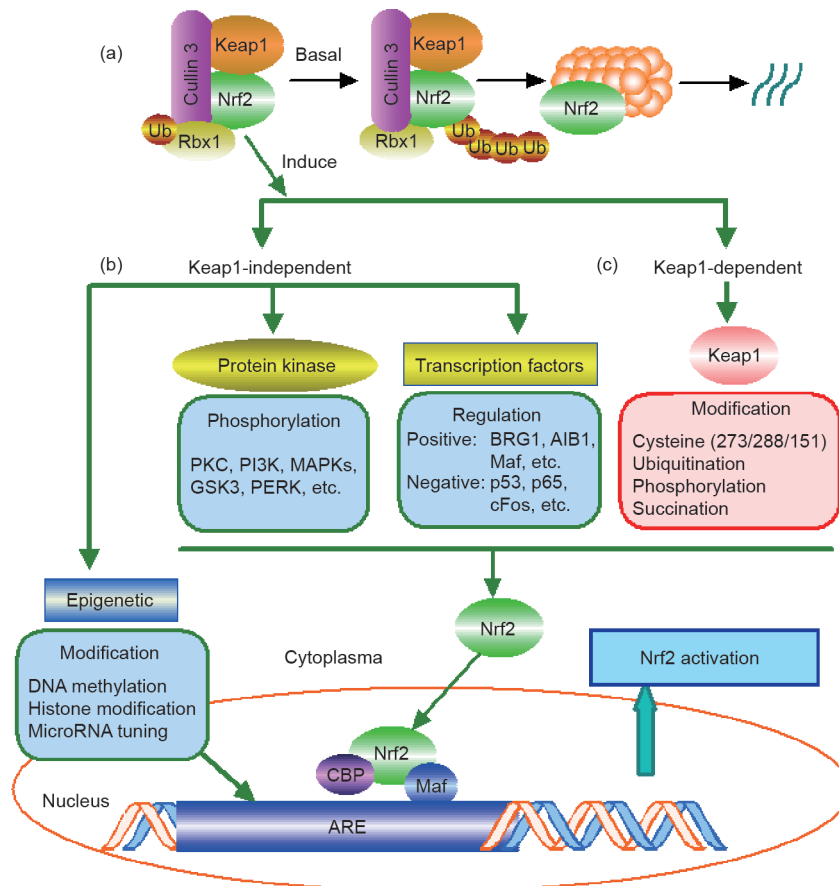 (a)
Cullin 3
Keap1
Nrf2
Ub
Rbx1
Basal
Cullin 3
Keap1
Nrf2
Rbx1
Ub
Ub
Ub
Ub
Nrf2
Induce
(b)
Keap1-independent
(c)
Keap1-dependent
Protein kinase
Phosphorylation
PKC, PI3K, MAPKs,
GSK3, PERK, etc.
Transcription factors
Regulation
Positive: BRG1, AIB1,
Maf, etc.
Negative: p53, p65,
cFos, etc.
Keap1
Modification
Cysteine (273/288/151)
Ubiquitination
Phosphorylation
Succination
Epigenetic
Modification
DNA methylation
Histone modification
MicroRNA tuning
Nrf2
Cytoplasma
Nrf2 activation
Nrf2
CBP
Maf
Nucleus
ARE